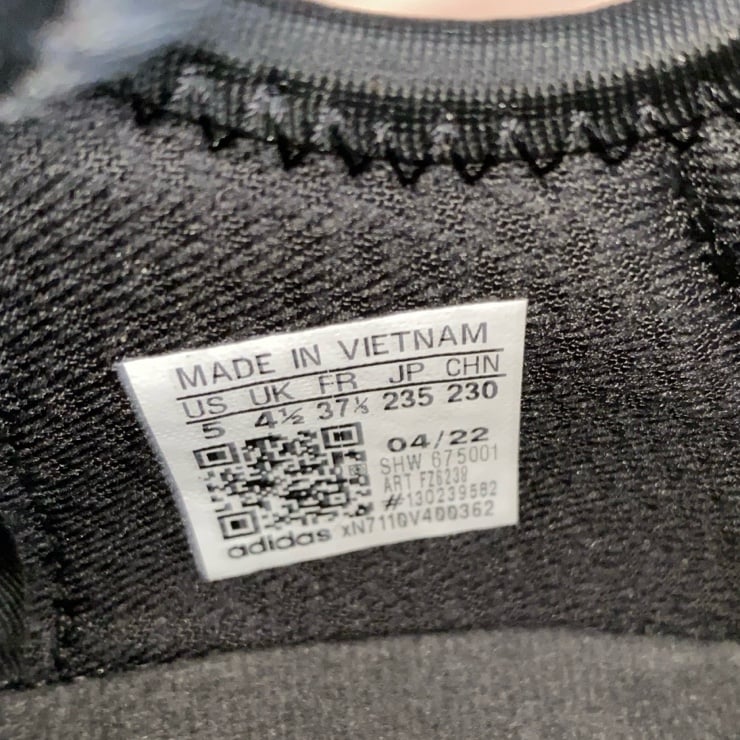 MADE IN VIETNAM
US UK FR JP CHN
5 4½ 37⅓ 235 230
04/22
SHW 675001
ART FZ6239
#130239582
adidas xN7110V400362